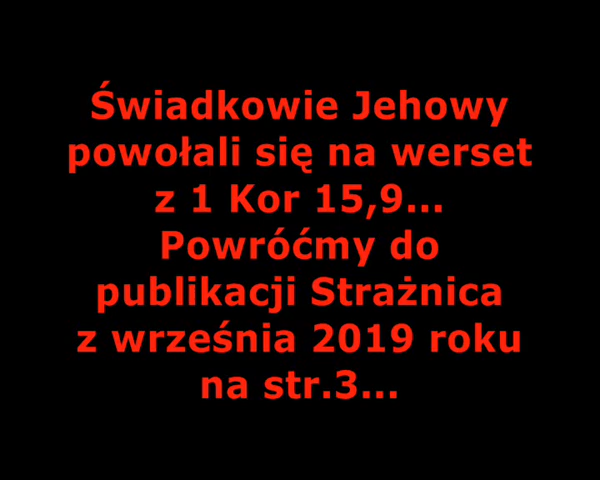 Świadkowie Jehowy
powołali się na werset
z 1 Kor 15,9...
Powróćmy do
publikacji Strażnica
z września 2019 roku
na str.3...